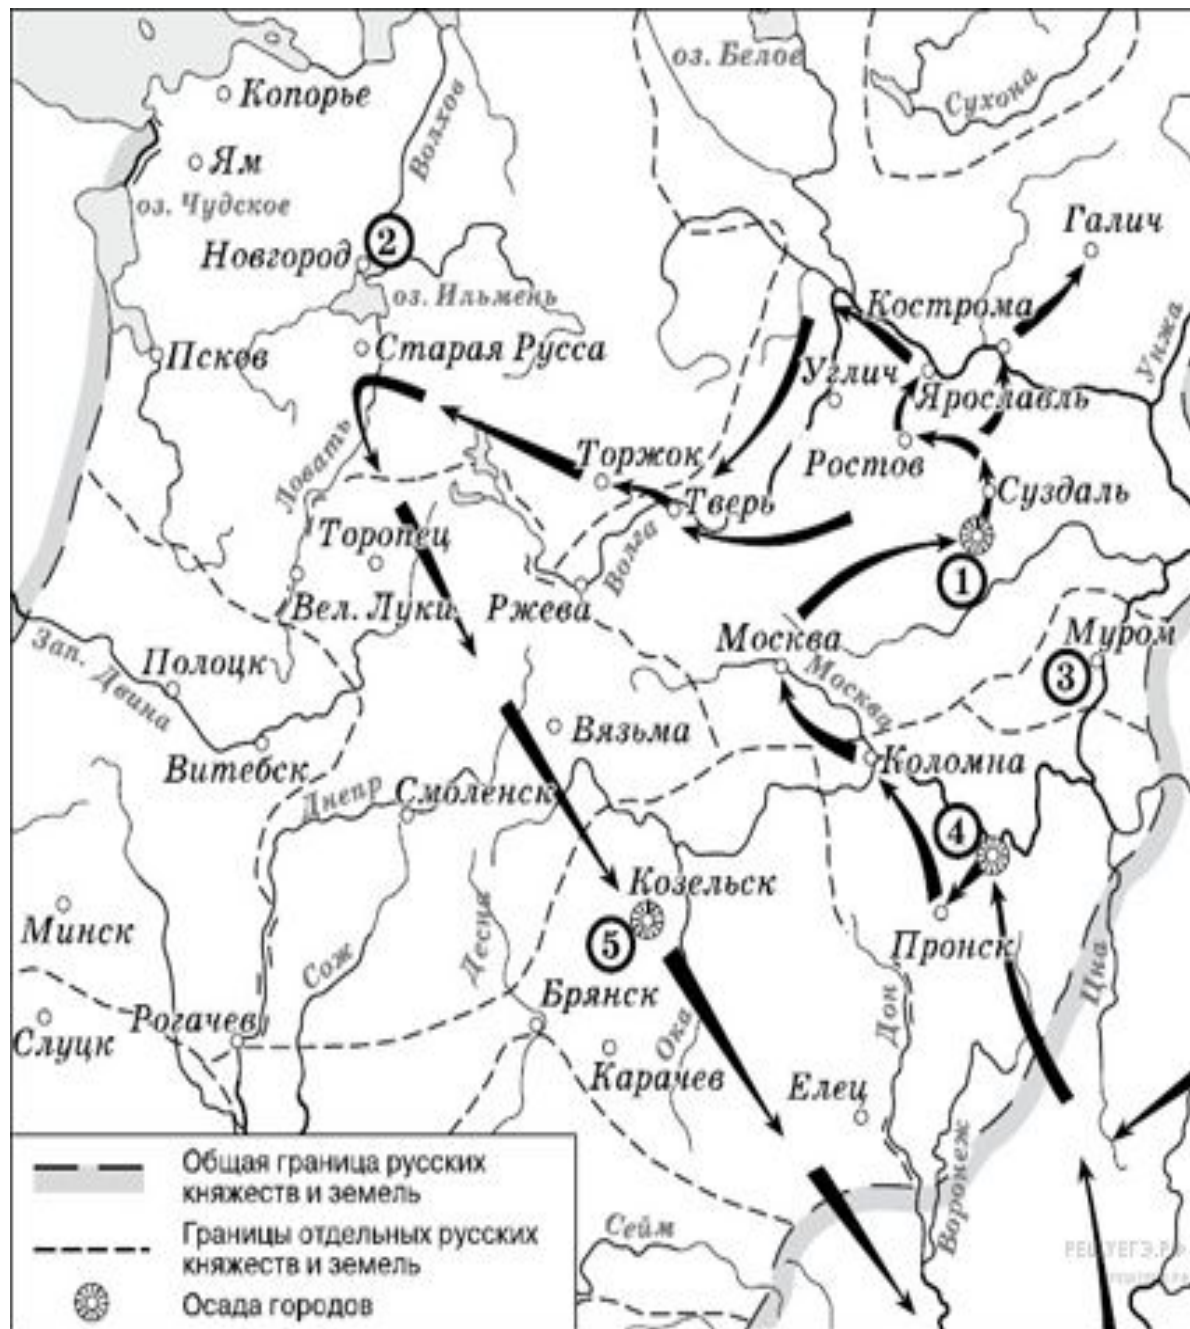 оз. Белое
Сухона
Копорье
Волхов
Ям
оз. Чудское
Галич
2
Новгород
оз. Ильмень
Кострома
Унжа
Псков
Старая Русса
Углич
Ярославль
Ловать
Торжок
Ростов
Суздаль
Тверь
Торопец
Волга
1
Вел. Луки
Ржева
Москва
Муром
Зап. Двина
Полоцк
Москва
3
Вязьма
Витебск
Коломна
Днепр
Смоленск
4
Козельск
Минск
Десна
5
Пронск
Сож
Цна
Брянск
Дон
Рогачев
Ока
Слуцк
Карачев
Елец
Воронеж
Сейм
Общая граница русских
княжеств и земель
Границы отдельных русских
княжеств и земель
Осада городов
РЕШУЕГЭ.РФ